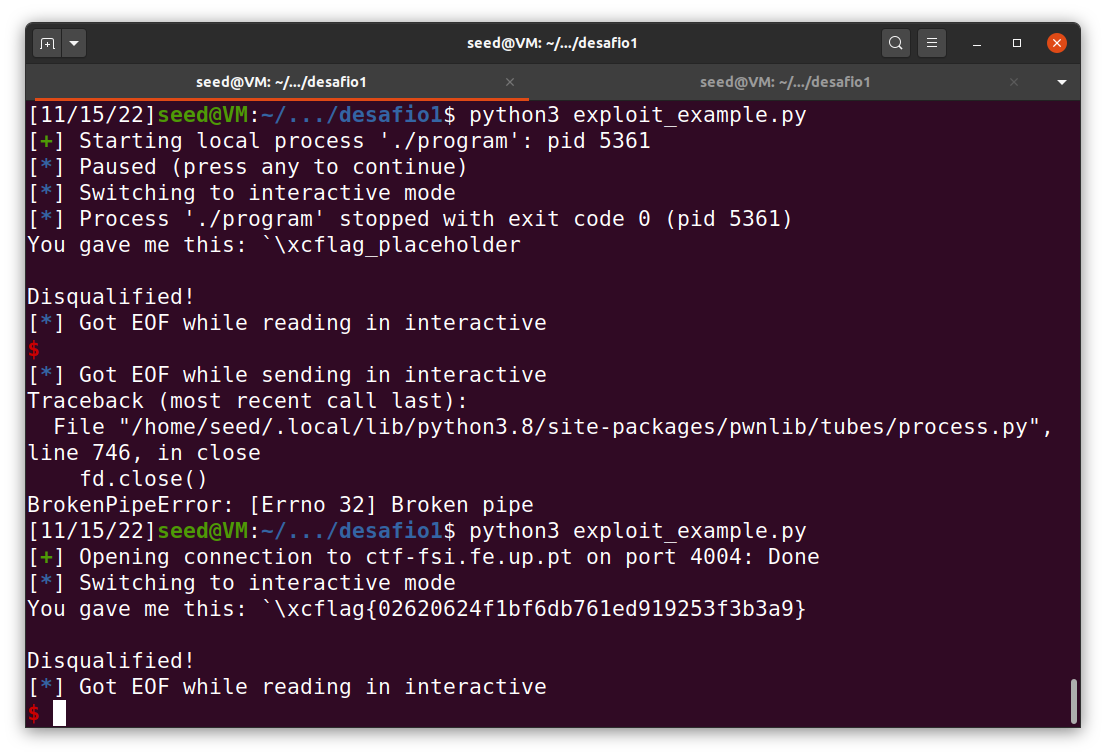 seed@VM: ~/.../desafio1
seed@VM: ~/.../desafio1
seed@VM: ~/.../desafio1
[11/15/22]seed@VM:~/.../desafio1$ python3 exploit_example.py
[+] Starting local process './program': pid 5361
[*] Paused (press any to continue)
[*] Switching to interactive mode
[*] Process './program' stopped with exit code 0 (pid 5361)
You gave me this: `\xcflag_placeholder
Disqualified!
[*] Got EOF while reading in interactive
$
[*] Got EOF while sending in interactive
Traceback (most recent call last):
  File "/home/seed/.local/lib/python3.8/site-packages/pwnlib/tubes/process.py",
line 746, in close
    fd.close()
BrokenPipeError: [Errno 32] Broken pipe
[11/15/22]seed@VM:~/.../desafio1$ python3 exploit_example.py
[+] Opening connection to ctf-fsi.fe.up.pt on port 4004: Done
[*] Switching to interactive mode
You gave me this: `\xcflag{02620624f1bf6db761ed919253f3b3a9}
Disqualified!
[*] Got EOF while reading in interactive
$